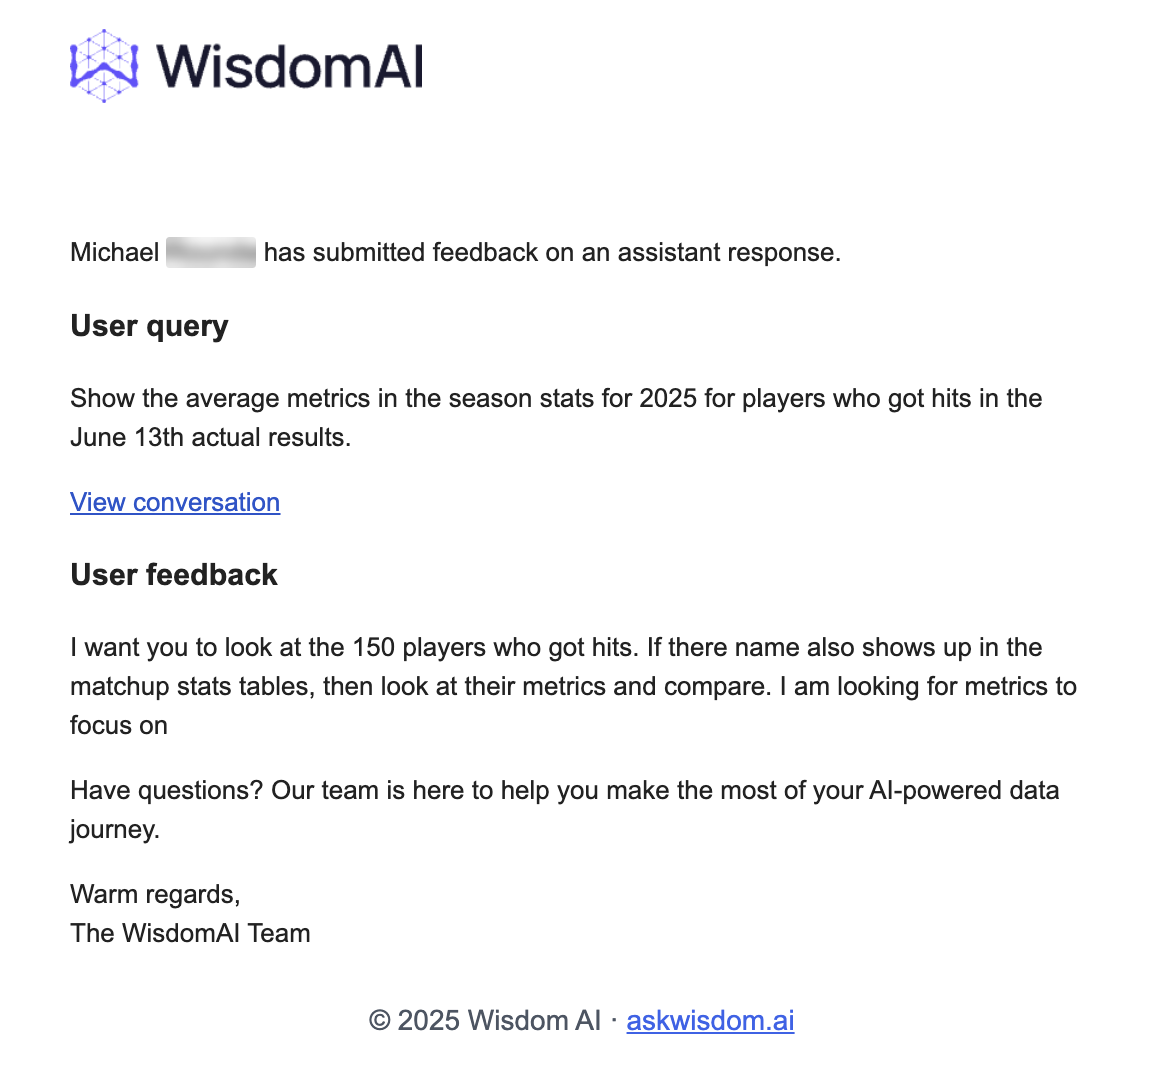 WisdomAI
Michael has submitted feedback on an assistant response.
User query
Show the average metrics in the season stats for 2025 for players who got hits in the
June 13th actual results.
View conversation
User feedback
I want you to look at the 150 players who got hits. If there name also shows up in the
matchup stats tables, then look at their metrics and compare. I am looking for metrics to
focus on
Have questions? Our team is here to help you make the most of your AI-powered data
journey.
Warm regards,
The WisdomAI Team
© 2025 Wisdom AI · askwisdom.ai